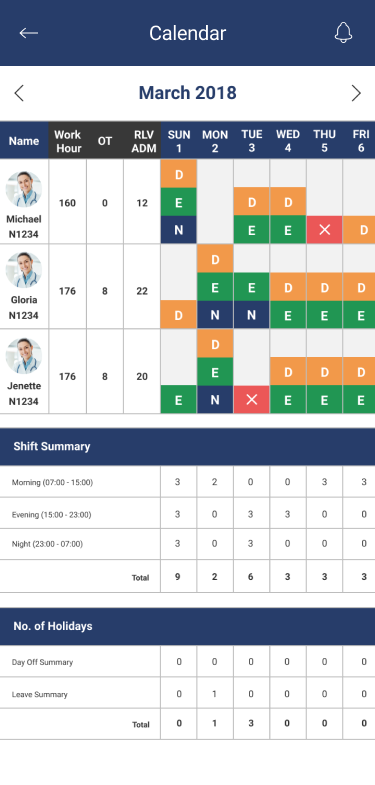 Calendar
March 2018
Name Work Hour OT RLV ADM SUN 1 MON 2 TUE 3 WED 4 THU 5 FRI 6
D
E D D
Michael N1234 160 0 12 N E E D
D
E E D D D
Gloria N1234 176 8 22 D N N E E E
D
E D D D
Jenette N1234 176 8 20 E N E E E
Shift Summary
Morning (07:00 - 15:00) 3 2 0 0 3 3
Evening (15:00 - 23:00) 3 0 3 3 0 0
Night (23:00 - 07:00) 3 0 3 0 0 0
Total 9 2 6 3 3 3
No. of Holidays
Day Off Summary 0 0 0 0 0 0
Leave Summary 0 1 0 0 0 0
Total 0 1 3 0 0 0